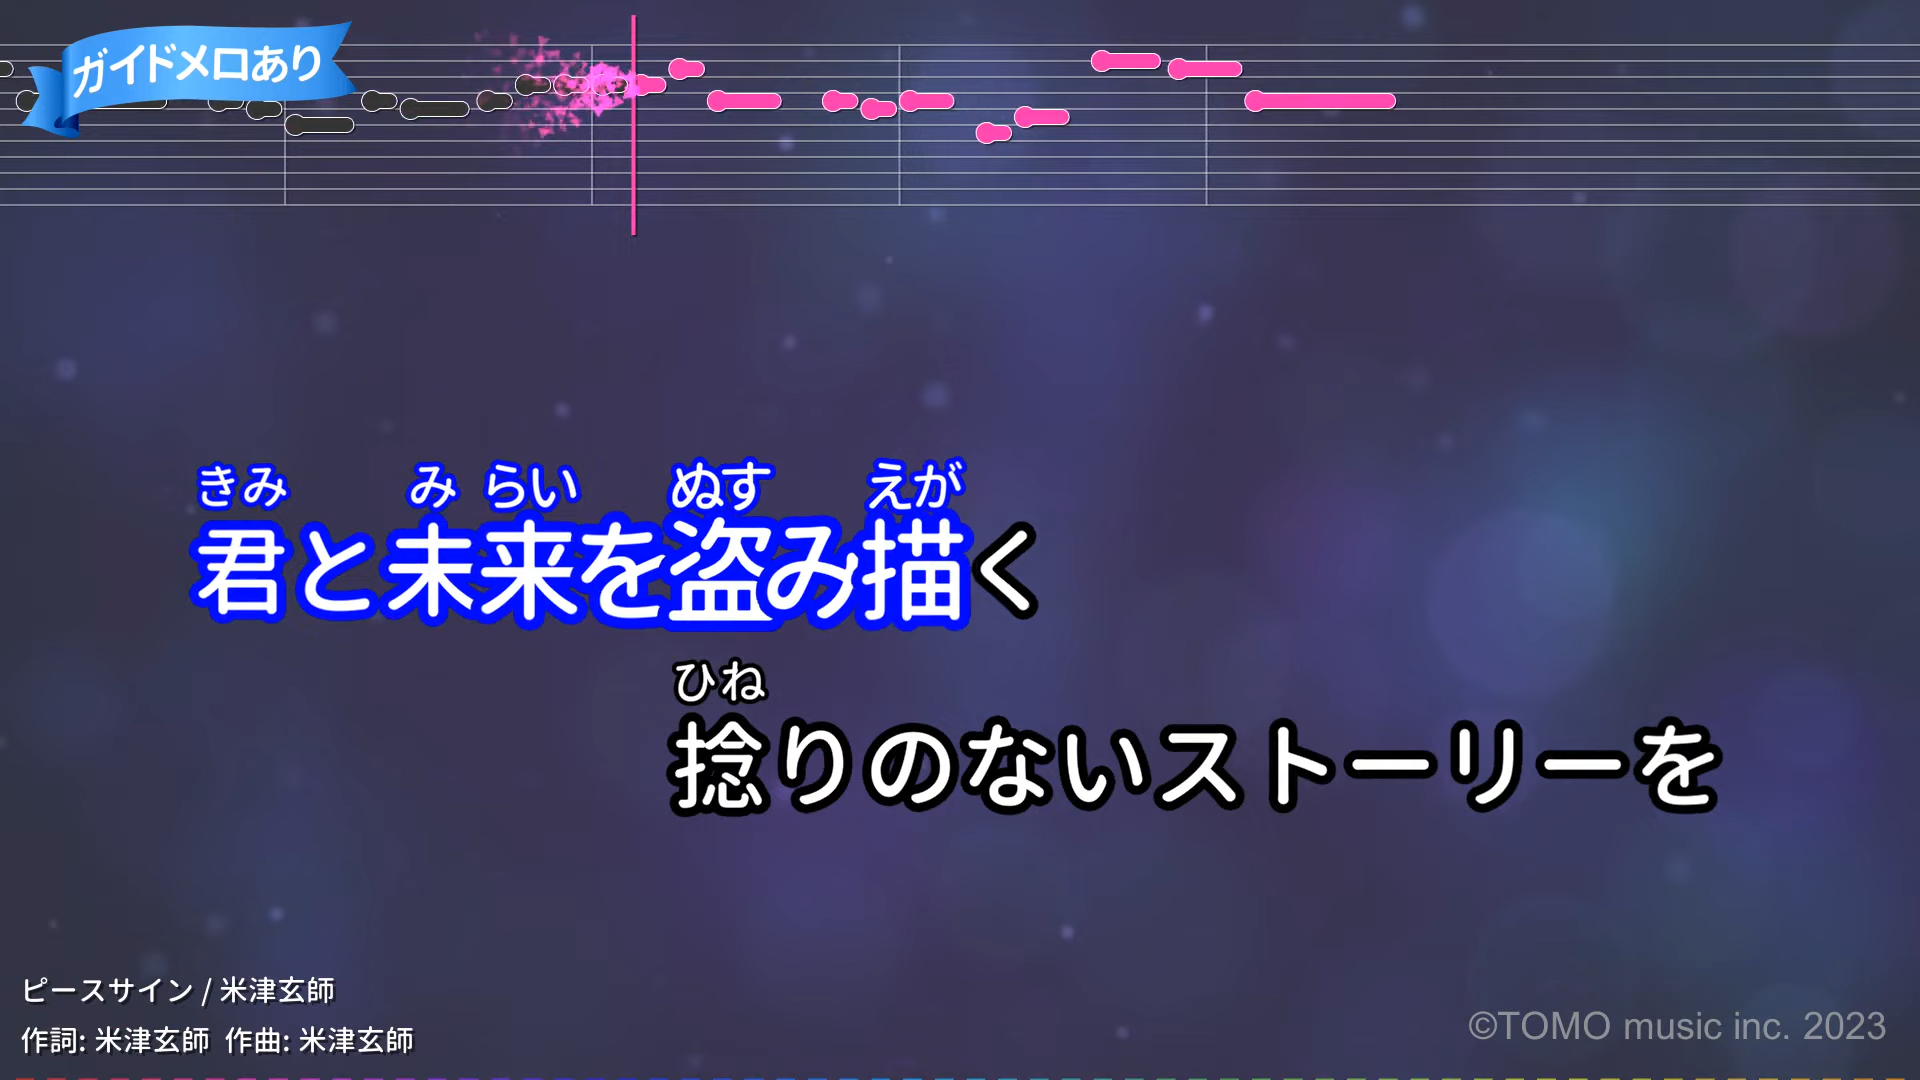 ガイドメロあり
きみ み らい ぬす えが
君と未来を盗み描く
ひね
捻りのないストーリーを
ピースサイン / 米津玄師
作詞: 米津玄師 作曲: 米津玄師
©TOMO music inc. 2023